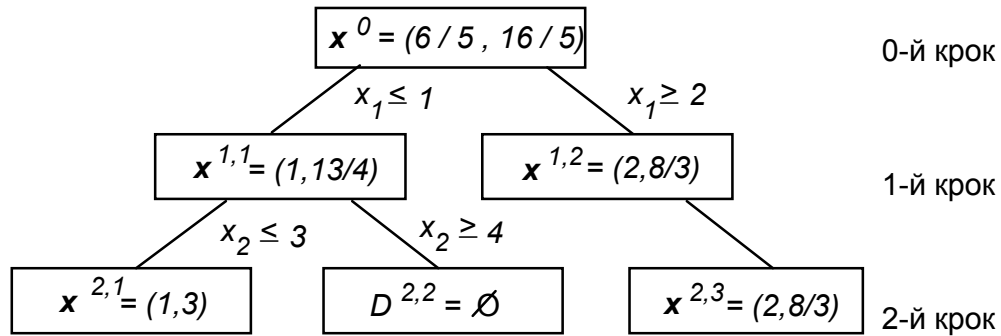 x 0 = (6 / 5 , 16 / 5)
0-й крок
x1 ≤ 1
x1 ≥ 2
x 1,1 = (1,13/4)
x 1,2 = (2,8/3)
1-й крок
x2 ≤ 3
x2 ≥ 4
x 2,1 = (1,3)
D 2,2 = Ø
x 2,3 = (2,8/3)
2-й крок